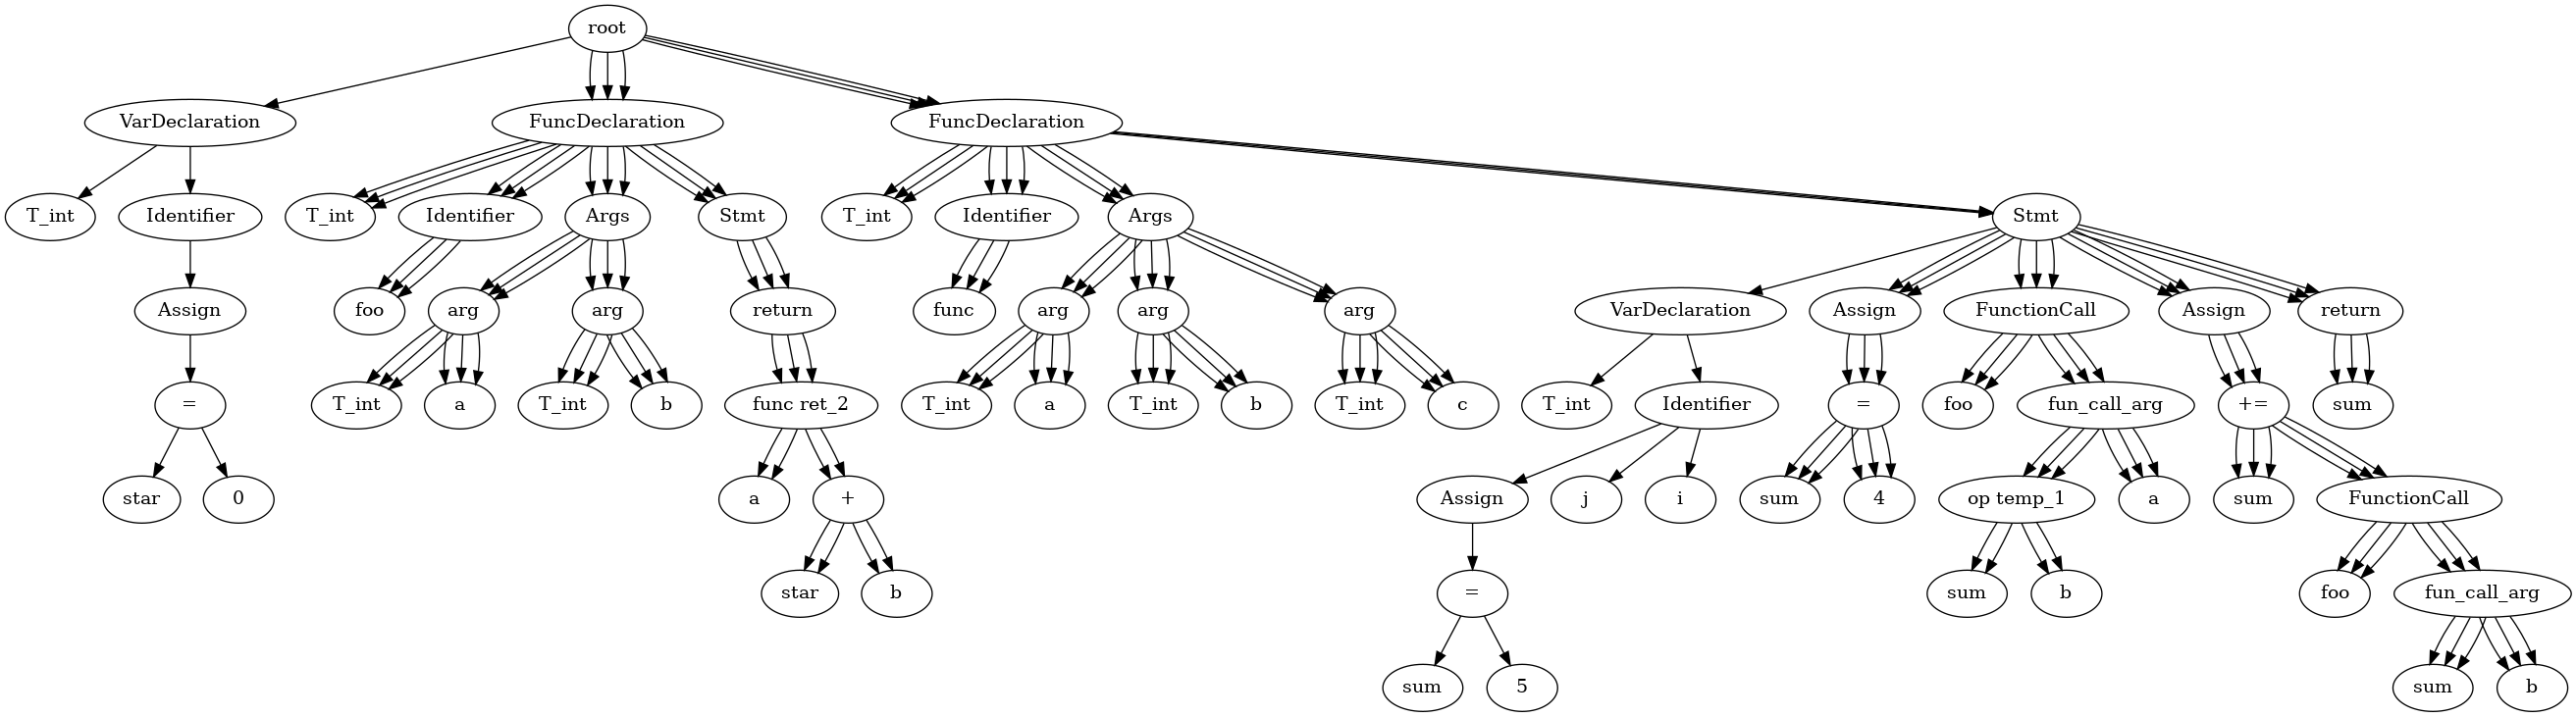 root
VarDeclaration
FuncDeclaration
FuncDeclaration
T_int
Identifier
T_int
Identifier
Args
Stmt
T_int
Identifier
Args
Stmt
Assign
foo
arg
arg
return
func
arg
arg
arg
VarDeclaration
Assign
FunctionCall
Assign
return
=
T_int
a
T_int
b
func ret_2
T_int
a
T_int
b
T_int
c
T_int
Identifier
=
foo
fun_call_arg
+=
sum
star
0
a
+
Assign
j
i
sum
4
op temp_1
a
sum
FunctionCall
star
b
=
sum
b
foo
fun_call_arg
sum
5
sum
b